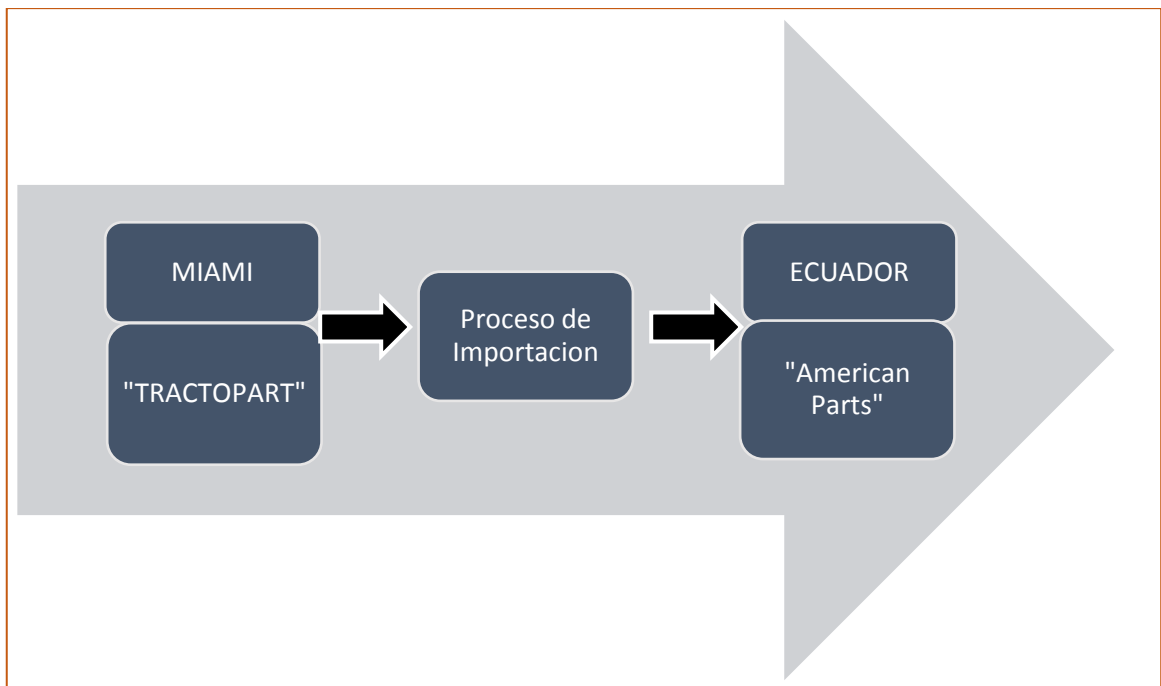 MIAMI
"TRACTOPART"
Proceso de
Importacion
ECUADOR
"American
Parts"